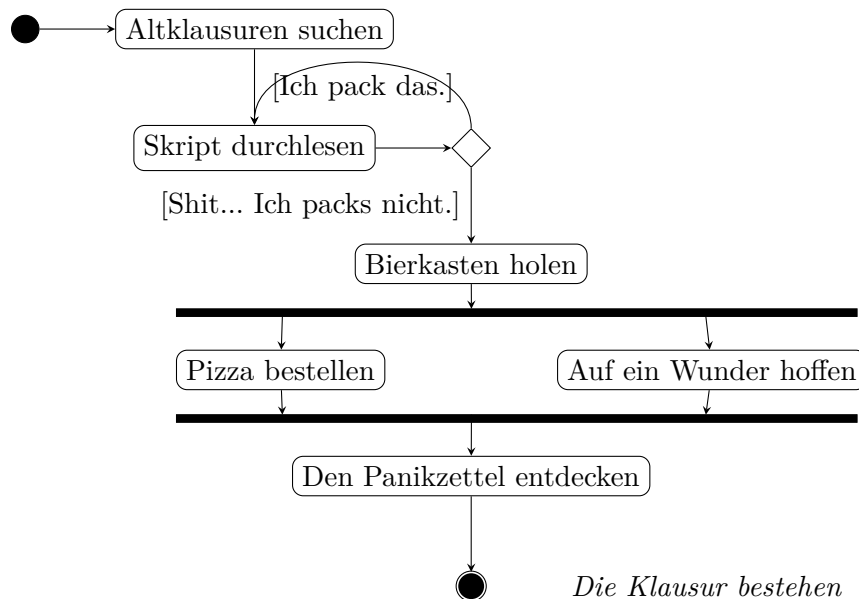 Altklausuren suchen
[Ich pack das.]
Skript durchlesen
[Shit... Ich packs nicht.]
Bierkasten holen
Pizza bestellen
Auf ein Wunder hoffen
Den Panikzettel entdecken
Die Klausur bestehen